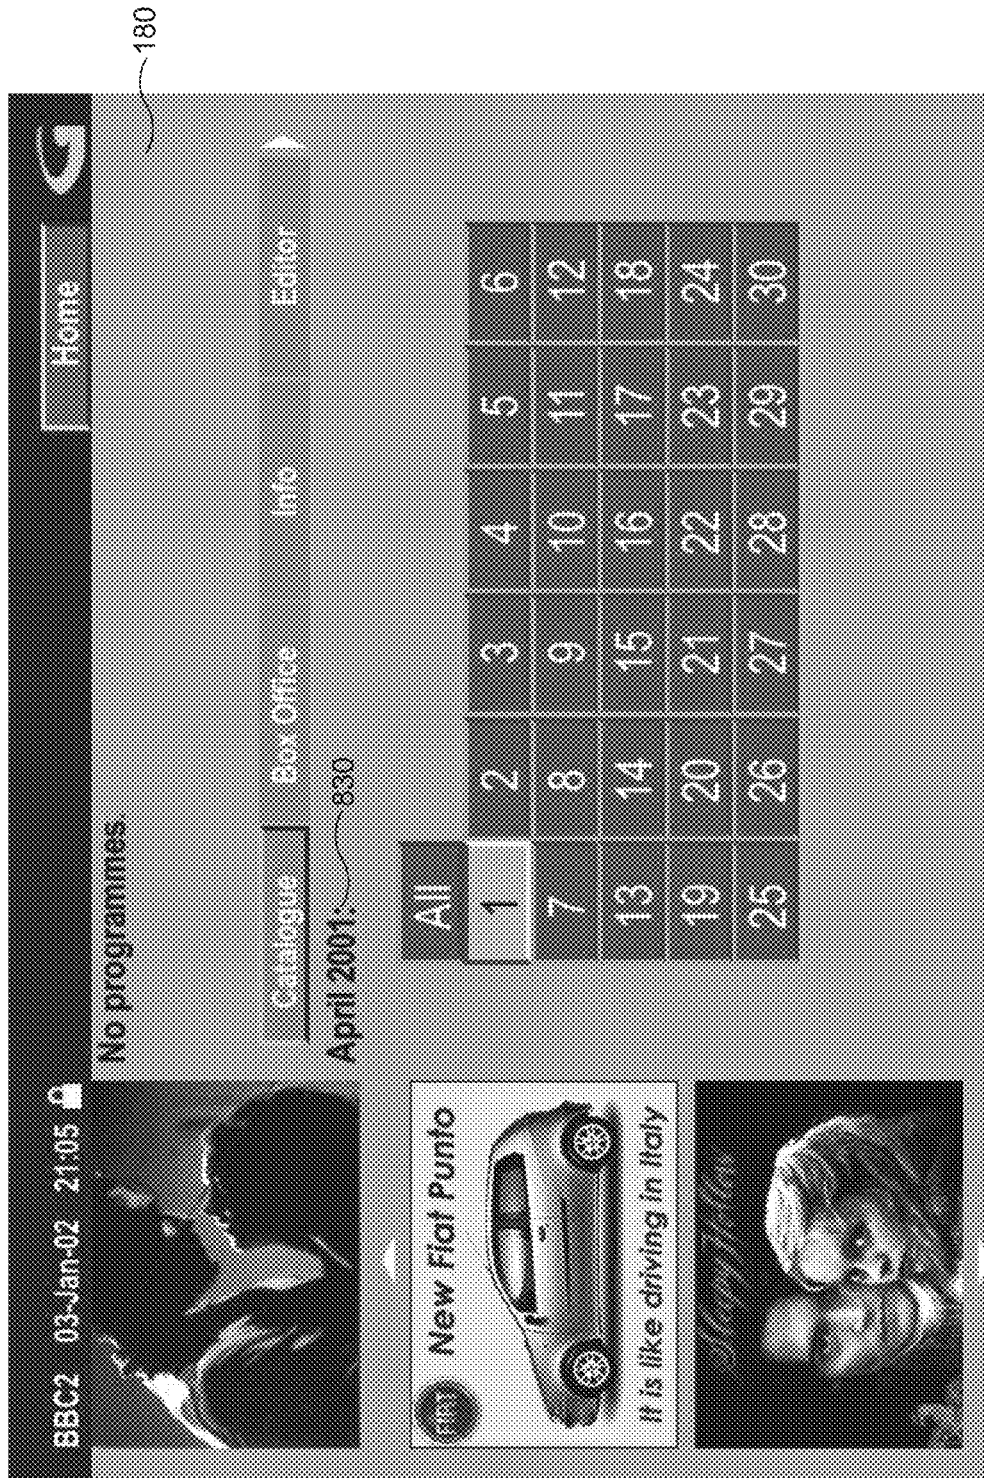 180
BBC2 03-Jan-02 21:05
Home
No programmes.
Catalogue Box Office Info Editor
April 2001:
830
All
1 2 3 4 5 6
7 8 9 10 11 12
13 14 15 16 17 18
19 20 21 22 23 24
25 26 27 28 29 30
FIAT
New Fiat Punto
It is like driving in Italy